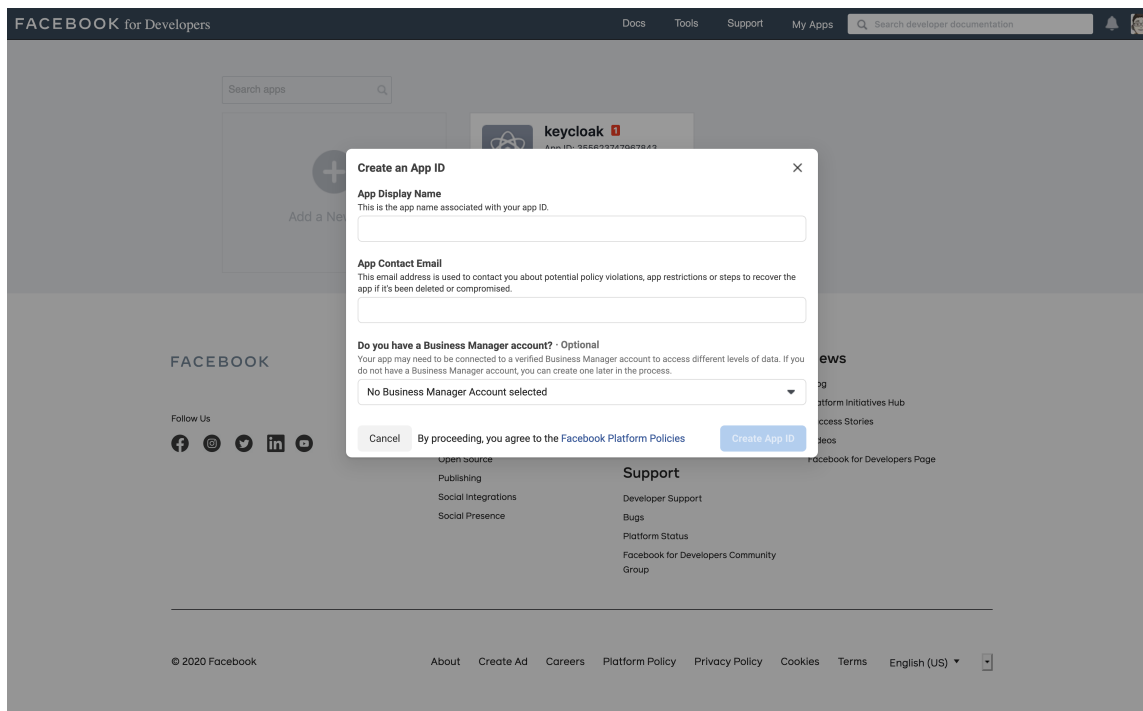 FACEBOOK for Developers
Docs
Tools
Support
My Apps
Search developer documentation
Search apps
keycloak 1
App ID: 355623747967843
Add a Ne
Create an App ID
App Display Name
This is the app name associated with your app ID.
App Contact Email
This email address is used to contact you about potential policy violations, app restrictions or steps to recover the
app if it's been deleted or compromised.
Do you have a Business Manager account? · Optional
Your app may need to be connected to a verified Business Manager account to access different levels of data. If you
do not have a Business Manager account, you can create one later in the process.
No Business Manager Account selected
Cancel
By proceeding, you agree to the Facebook Platform Policies
Create App ID
FACEBOOK
Follow Us
Open Source
Publishing
Social Integrations
Social Presence
Support
Developer Support
Bugs
Platform Status
Facebook for Developers Community
Group
ews
og
atform Initiatives Hub
ccess Stories
deos
Facebook for Developers Page
© 2020 Facebook
About
Create Ad
Careers
Platform Policy
Privacy Policy
Cookies
Terms
English (US)